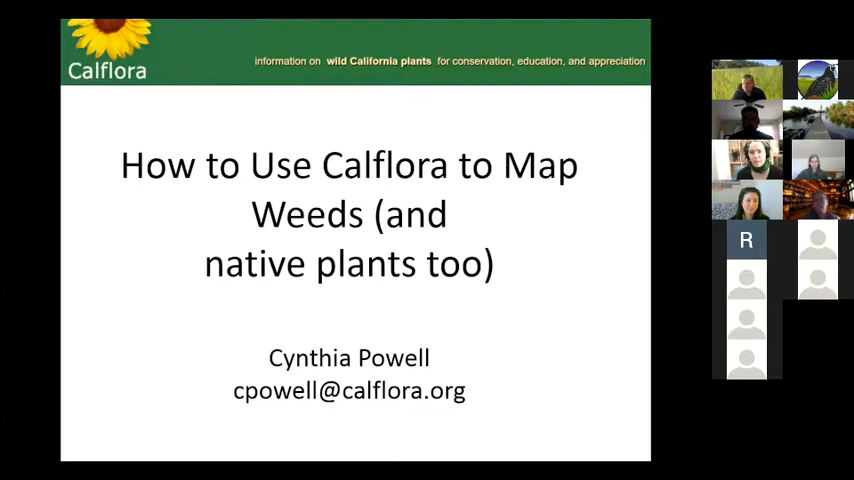 Calflora
information on wild California plants for conservation, education, and appreciation
How to Use Calflora to Map
Weeds (and
native plants too)
Cynthia Powell
cpowell@calflora.org
R